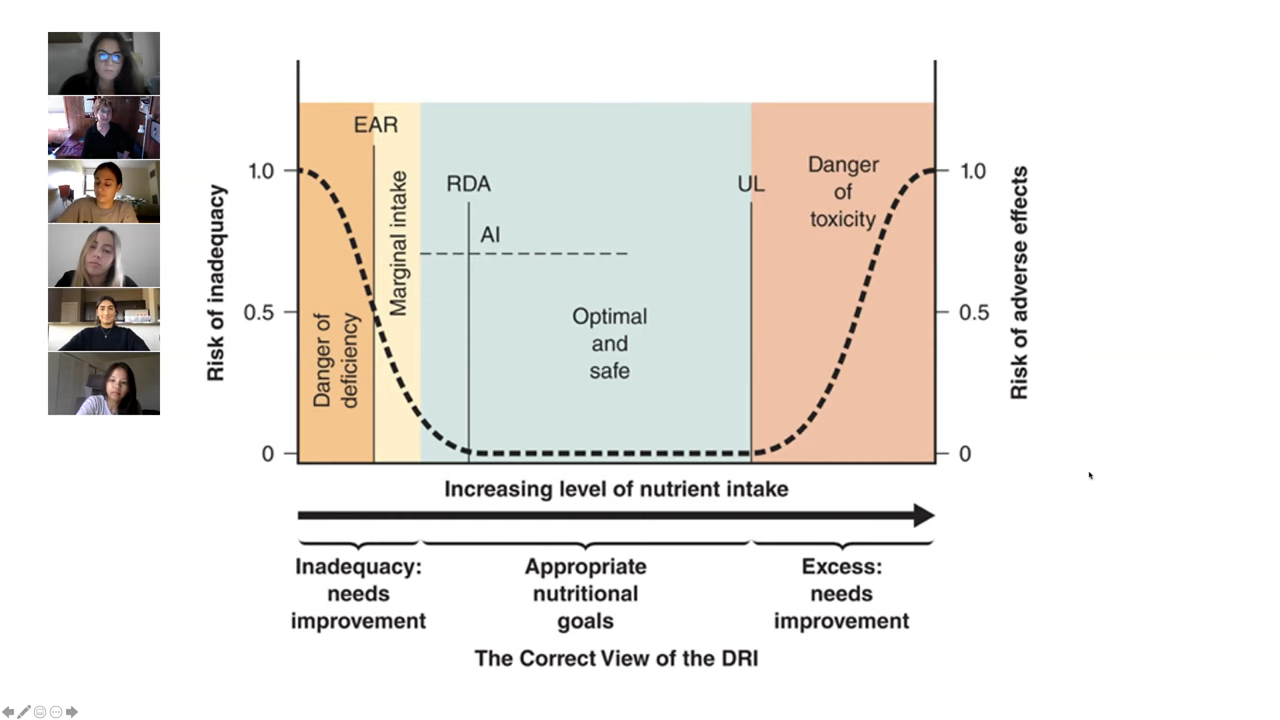 EAR
RDA
UL
AI
Danger
of
toxicity
Marginal intake
Danger of
deficiency
Optimal
and
safe
1.0
0.5
0
Risk of inadequacy
1.0
0.5
0
Risk of adverse effects
Increasing level of nutrient intake
Inadequacy:
needs
improvement
Appropriate
nutritional
goals
Excess:
needs
improvement
The Correct View of the DRI